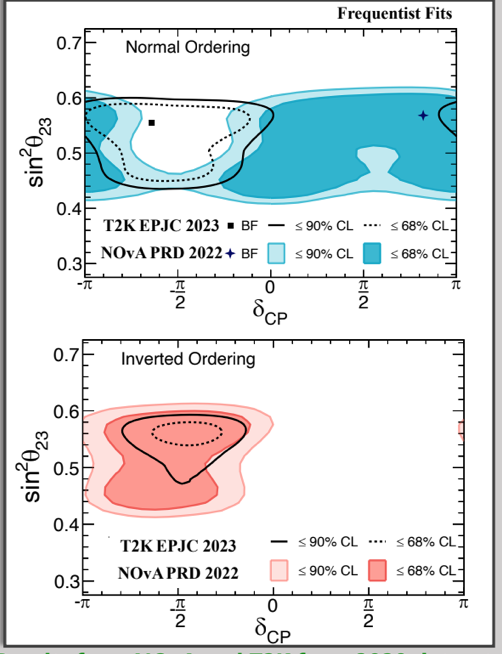 Frequentist Fits
Normal Ordering
0.7
0.6
0.5
0.4
0.3
sin²θ₂₃
T2K EPJC 2023 BF ≤ 90% CL ≤ 68% CL
NOvA PRD 2022 BF ≤ 90% CL ≤ 68% CL
-π -π/2 0 π/2 π
δCP
Inverted Ordering
0.7
0.6
0.5
0.4
0.3
sin²θ₂₃
T2K EPJC 2023 ≤ 90% CL ≤ 68% CL
NOvA PRD 2022 ≤ 90% CL ≤ 68% CL
-π -π/2 0 π/2 π
δCP